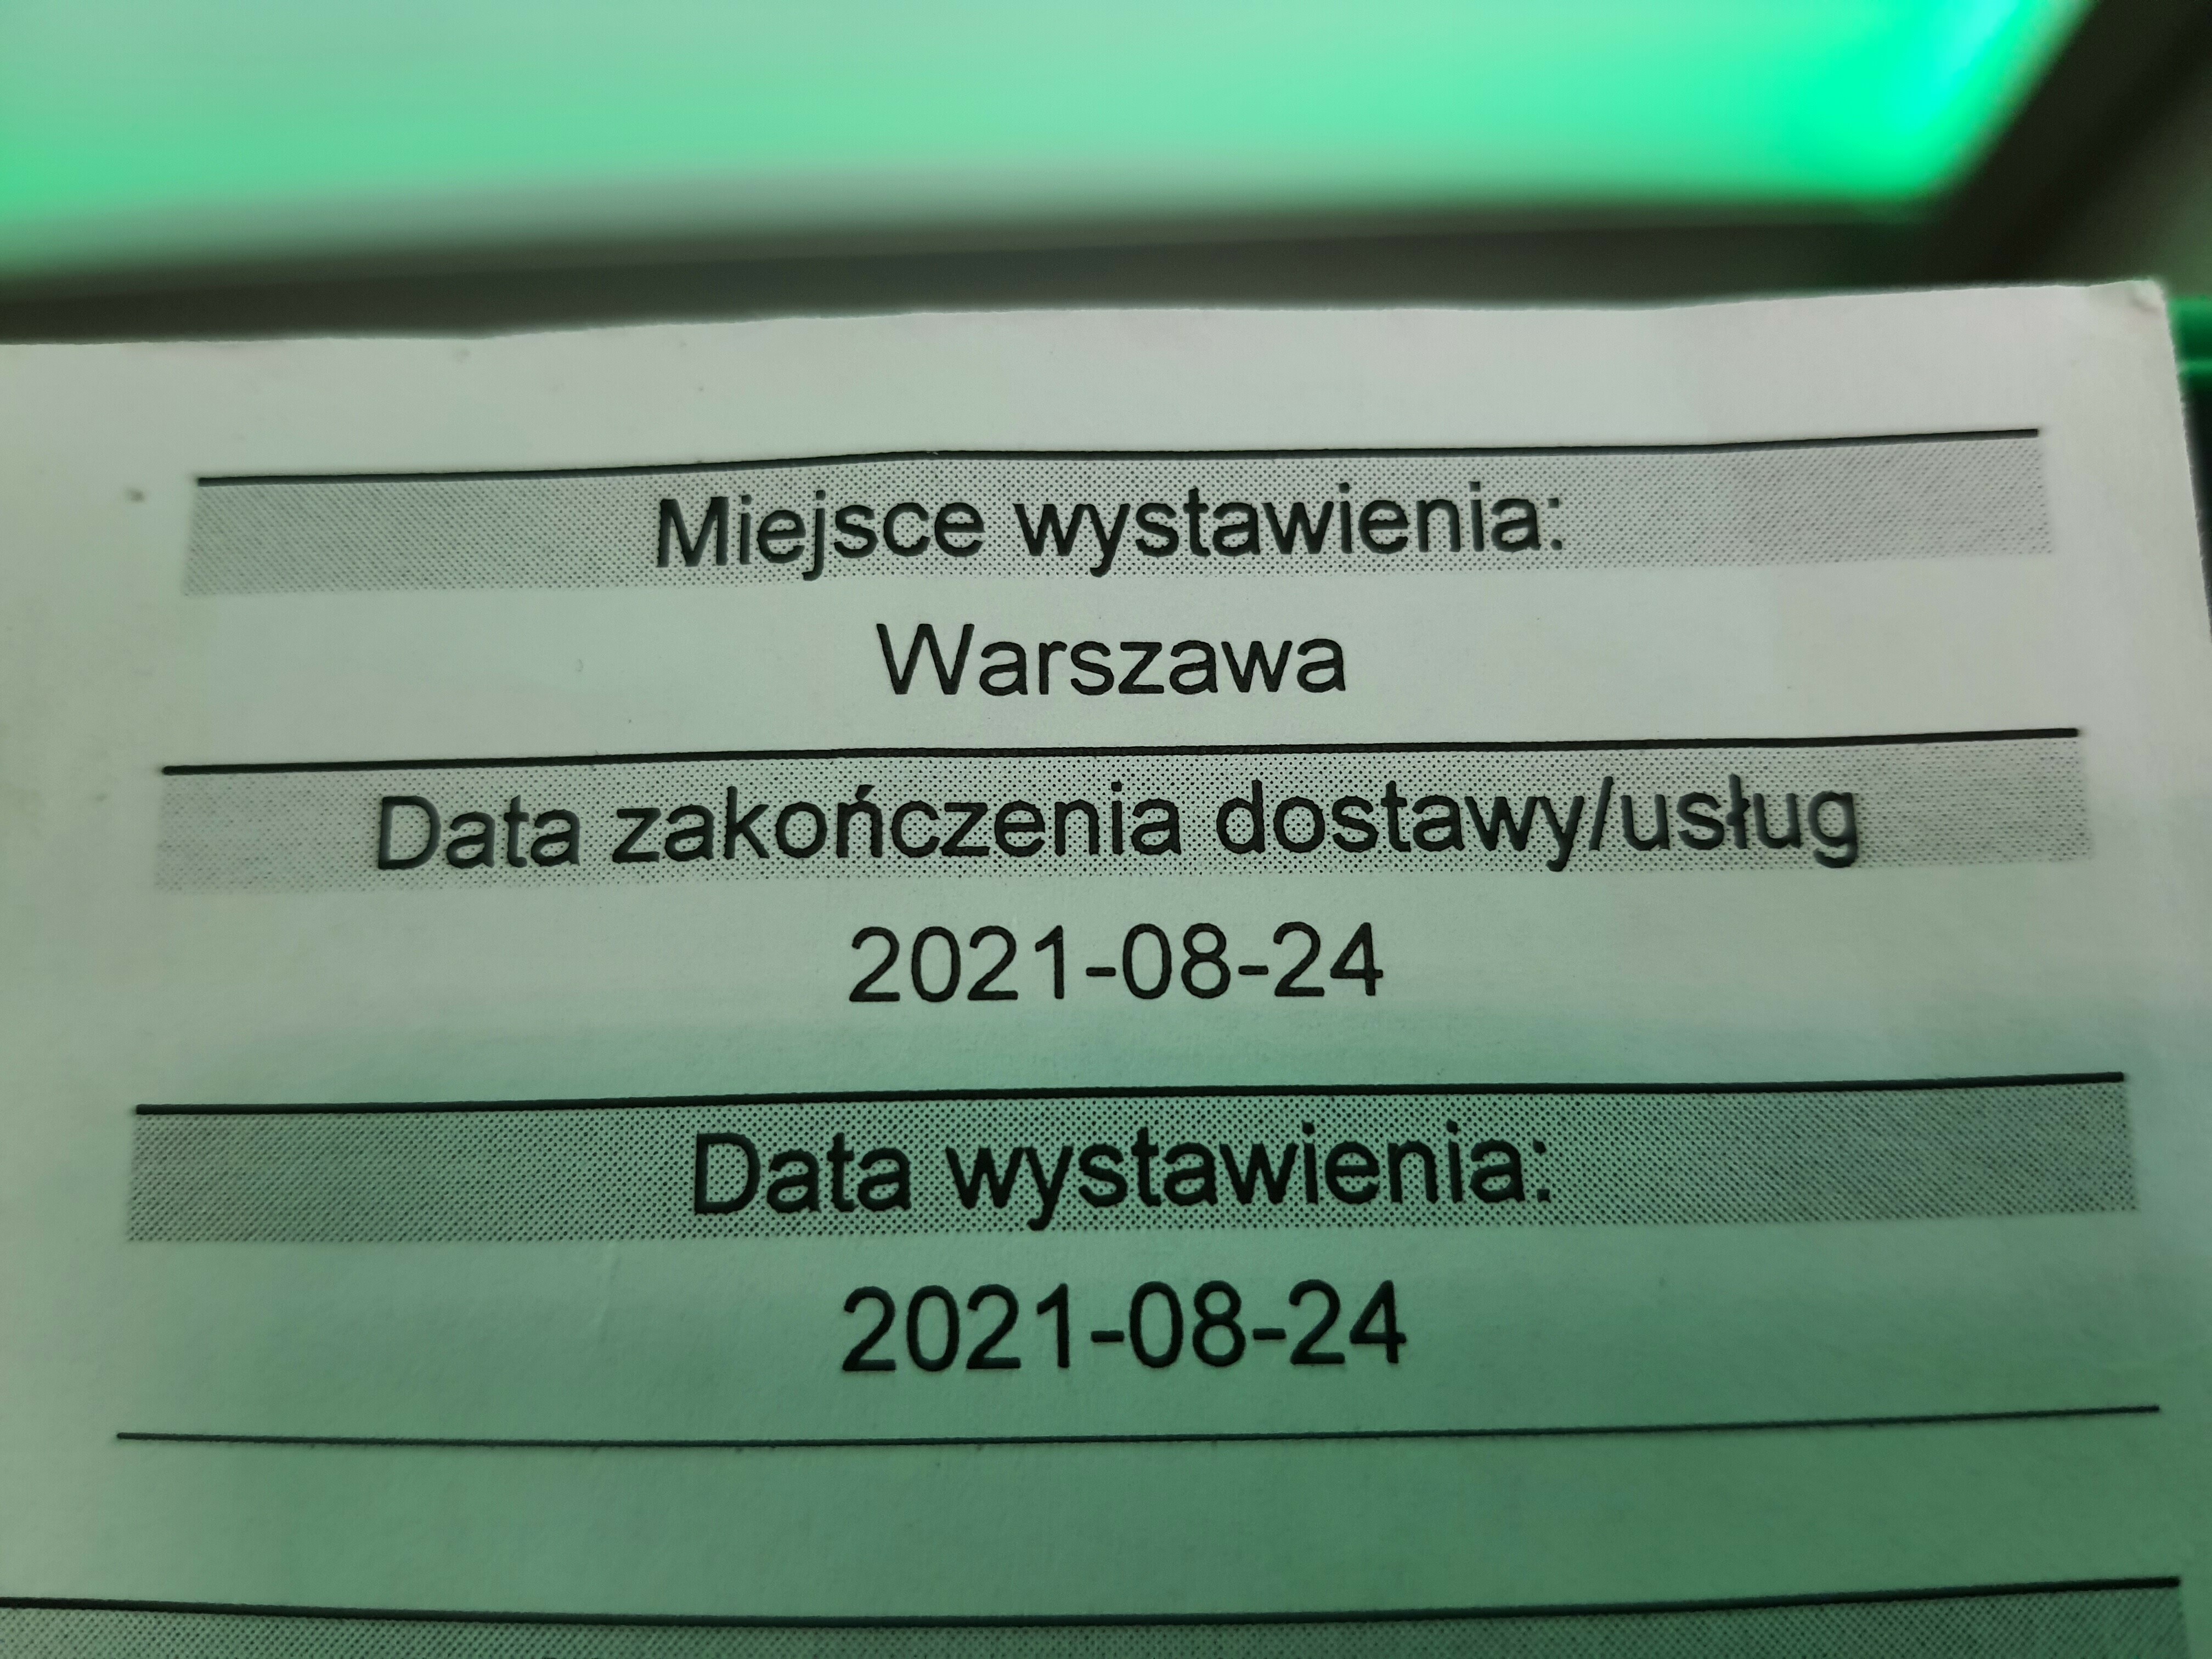 Miejsce wystawienia:
Warszawa
Data zakończenia dostawy/usług
2021-08-24
Data wystawienia:
2021-08-24